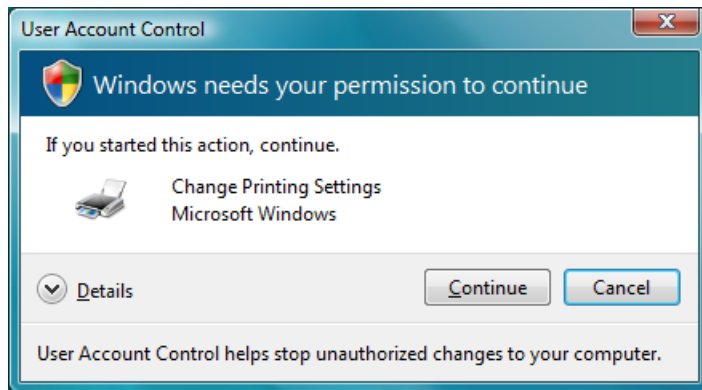 User Account Control
Windows needs your permission to continue
If you started this action, continue.
Change Printing Settings
Microsoft Windows
Details
Continue
Cancel
User Account Control helps stop unauthorized changes to your computer.